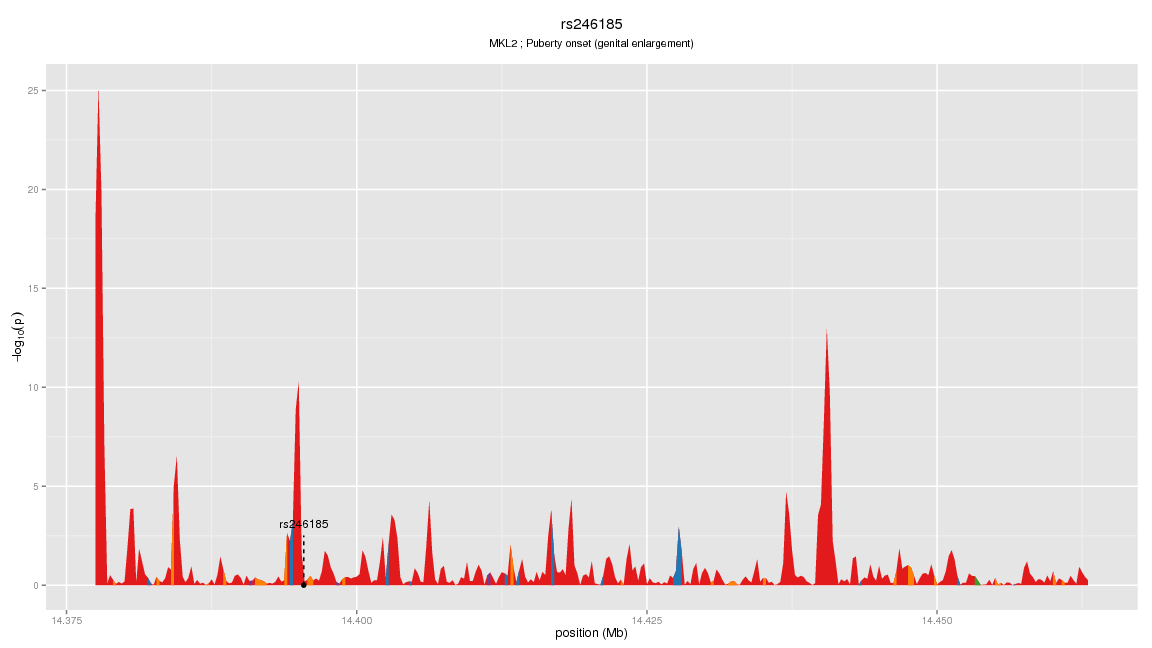 rs246185
MKL2 ; Puberty onset (genital enlargement)
25
20
15
10
5
0
−log10(p)
rs246185
14.375
14.400
14.425
14.450
position (Mb)